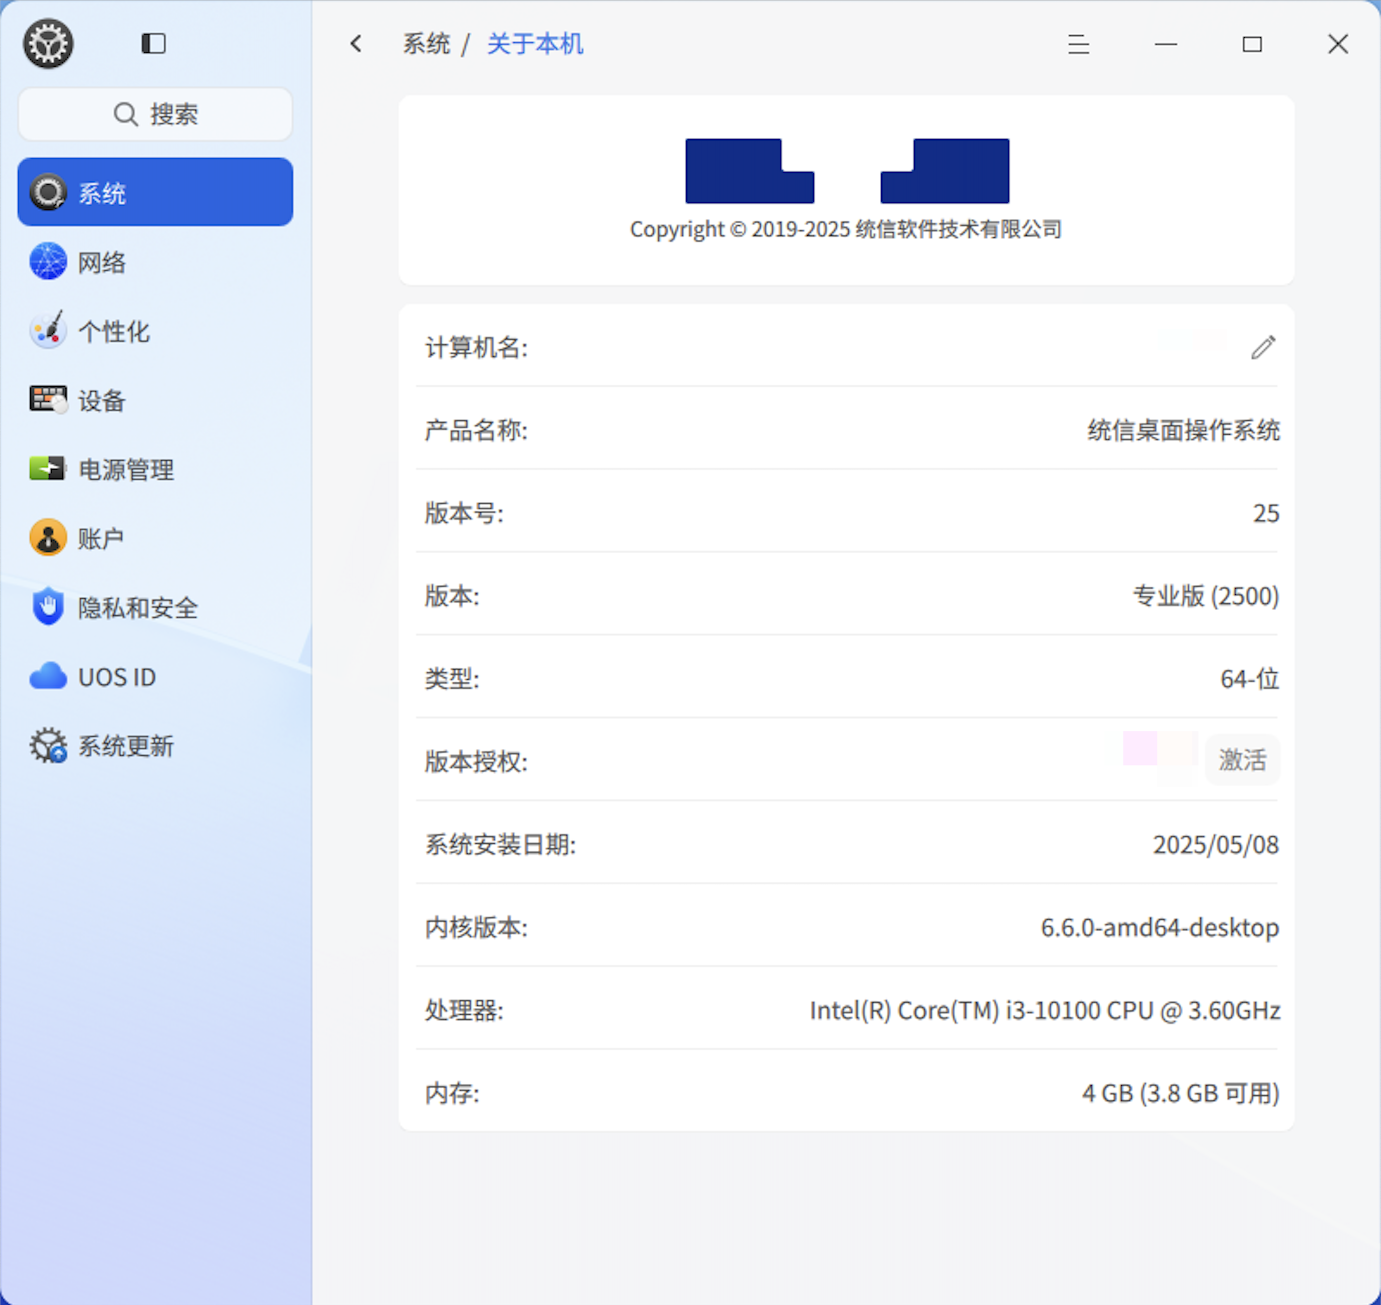 系统 / 关于本机
搜索
系统
网络
个性化
设备
电源管理
账户
隐私和安全
UOS ID
系统更新
Copyright © 2019-2025 统信软件技术有限公司
计算机名:
产品名称: 统信桌面操作系统
版本号: 25
版本: 专业版 (2500)
类型: 64-位
版本授权: 激活
系统安装日期: 2025/05/08
内核版本: 6.6.0-amd64-desktop
处理器: Intel(R) Core(TM) i3-10100 CPU @ 3.60GHz
内存: 4 GB (3.8 GB 可用)